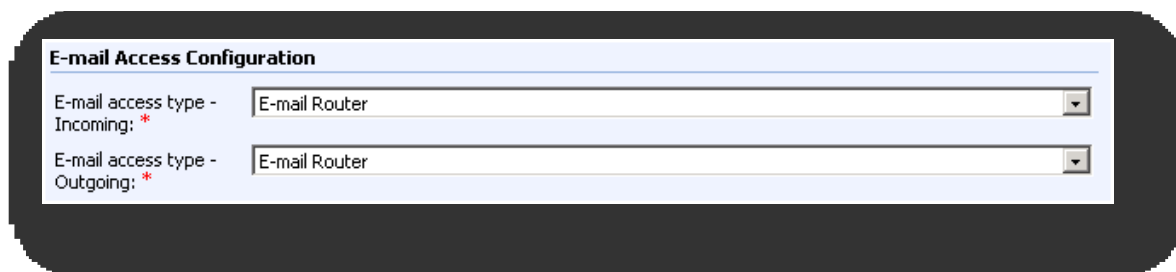 E-mail Access Configuration
E-mail access type -
Incoming: *
E-mail Router
E-mail access type -
Outgoing: *
E-mail Router